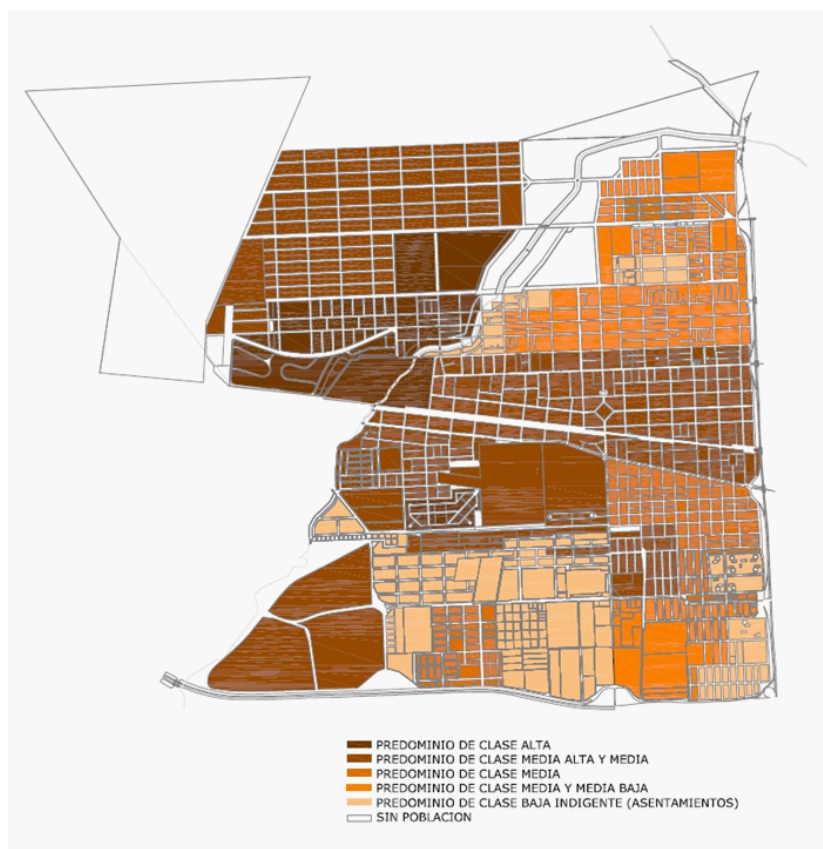 PREDOMINIO DE CLASE ALTA
PREDOMINIO DE CLASE MEDIA ALTA Y MEDIA
PREDOMINIO DE CLASE MEDIA
PREDOMINIO DE CLASE MEDIA Y MEDIA BAJA
PREDOMINIO DE CLASE BAJA INDIGENTE (ASENTAMIENTOS)
SIN POBLACION